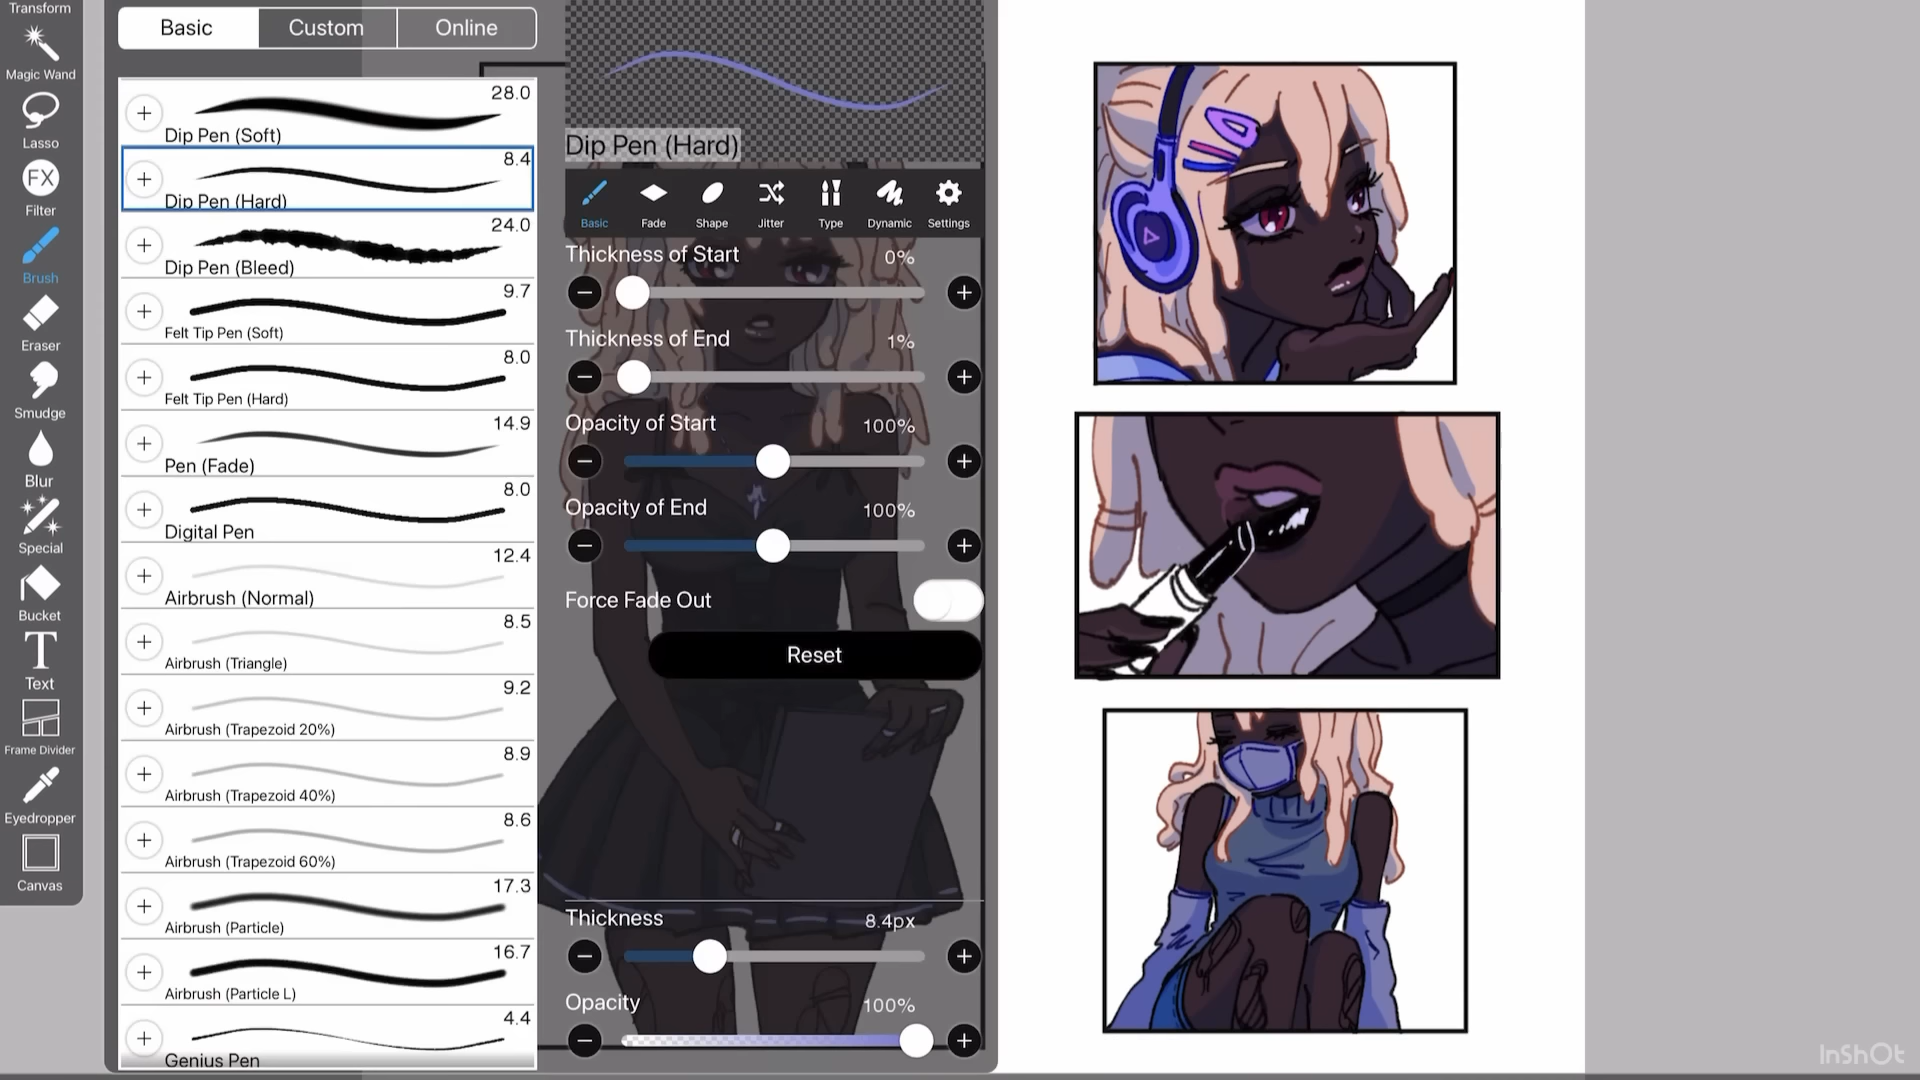 Transform
Magic Wand
Lasso
FX
Filter
Brush
Eraser
Smudge
Blur
Special
Bucket
T
Text
Frame Divider
Eyedropper
Canvas
Basic Custom Online
28.0
Dip Pen (Soft)
8.4
Dip Pen (Hard)
24.0
Dip Pen (Bleed)
9.7
Felt Tip Pen (Soft)
8.0
Felt Tip Pen (Hard)
14.9
Pen (Fade)
8.0
Digital Pen
12.4
Airbrush (Normal)
8.5
Airbrush (Triangle)
9.2
Airbrush (Trapezoid 20%)
8.9
Airbrush (Trapezoid 40%)
8.6
Airbrush (Trapezoid 60%)
17.3
Airbrush (Particle)
16.7
Airbrush (Particle L)
4.4
Genius Pen
Dip Pen (Hard)
Basic Fade Shape Jitter Type Dynamic Settings
Thickness of Start 0%
Thickness of End 1%
Opacity of Start 100%
Opacity of End 100%
Force Fade Out
Reset
Thickness 8.4px
Opacity 100%
InShOt